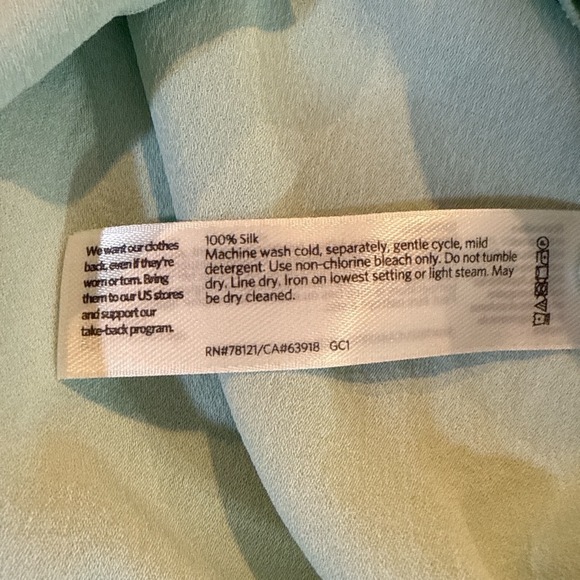 We want our clothes
back, even if they're
worn or torn. Bring
them to our US stores
and support our
take-back program.
100% Silk
Machine wash cold, separately, gentle cycle, mild
detergent. Use non-chlorine bleach only. Do not tumble
dry. Line dry. Iron on lowest setting or light steam. May
be dry cleaned.
RN#78121/CA#63918 GC1